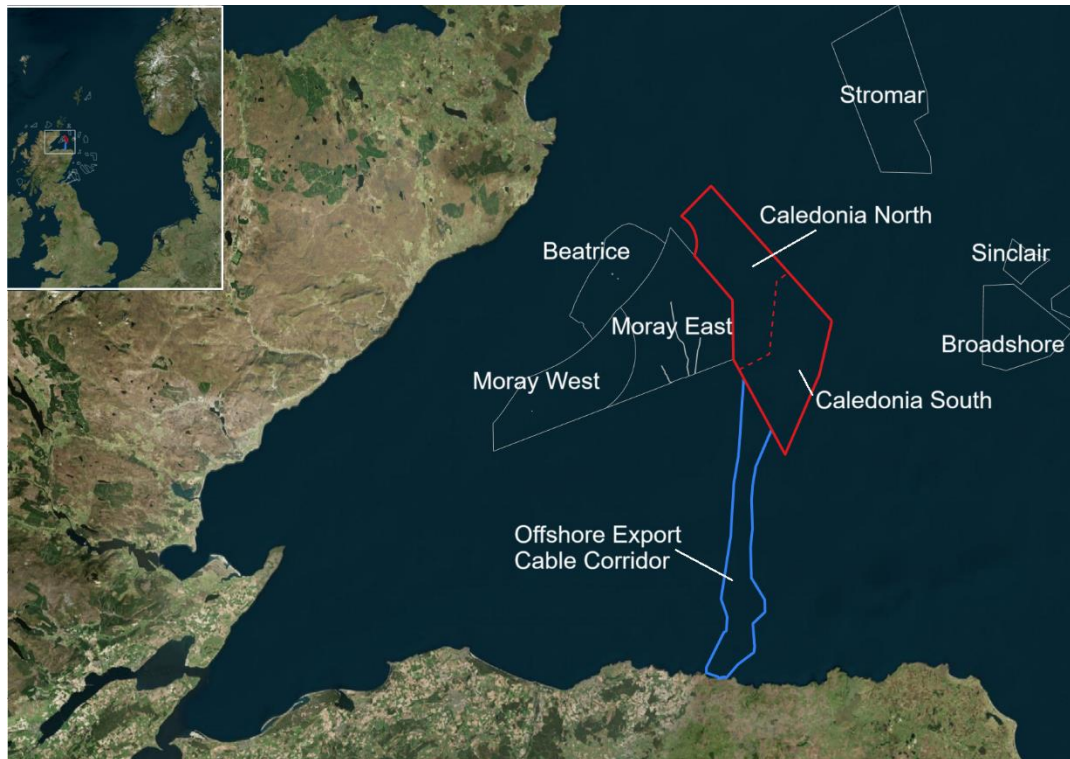 Stromar
Caledonia North
Beatrice
Sinclair
Moray East
Broadshore
Moray West
Caledonia South
Offshore Export
Cable Corridor